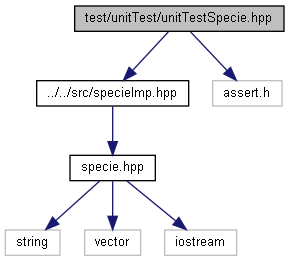 test/unitTest/unitTestSpecie.hpp
../../src/specieImp.hpp
assert.h
specie.hpp
string
vector
iostream